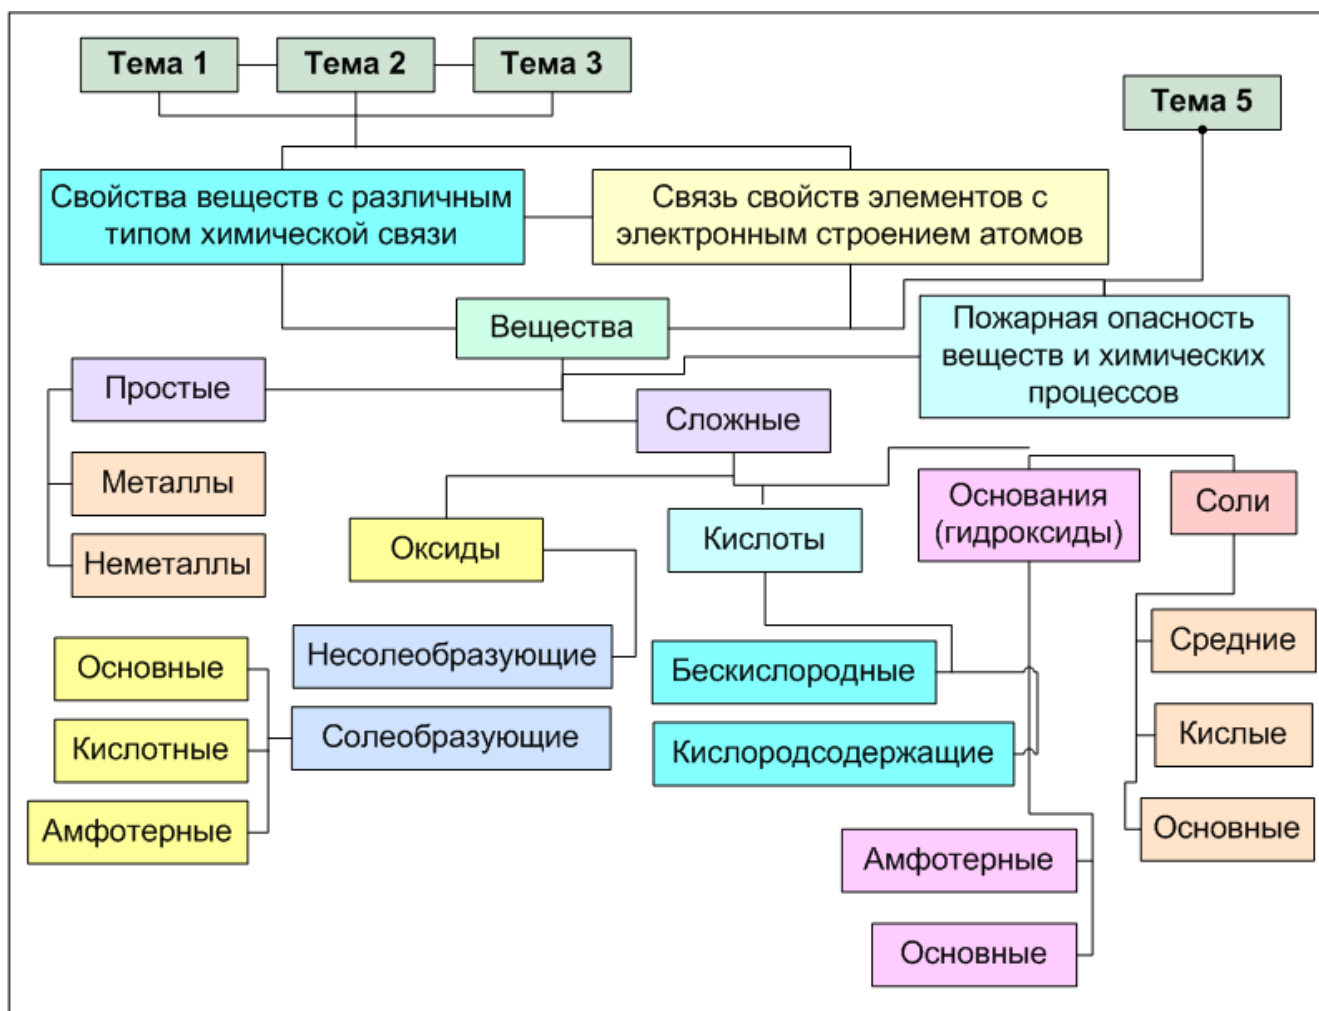 Тема 1
Тема 2
Тема 3
Тема 5
Свойства веществ с различным
типом химической связи
Связь свойств элементов с
электронным строением атомов
Вещества
Пожарная опасность
веществ и химических
процессов
Простые
Сложные
Металлы
Неметаллы
Оксиды
Кислоты
Основания
(гидроксиды)
Соли
Несолеобразующие
Солеобразующие
Основные
Кислотные
Амфотерные
Бескислородные
Кислородсодержащие
Средние
Кислые
Основные
Амфотерные
Основные